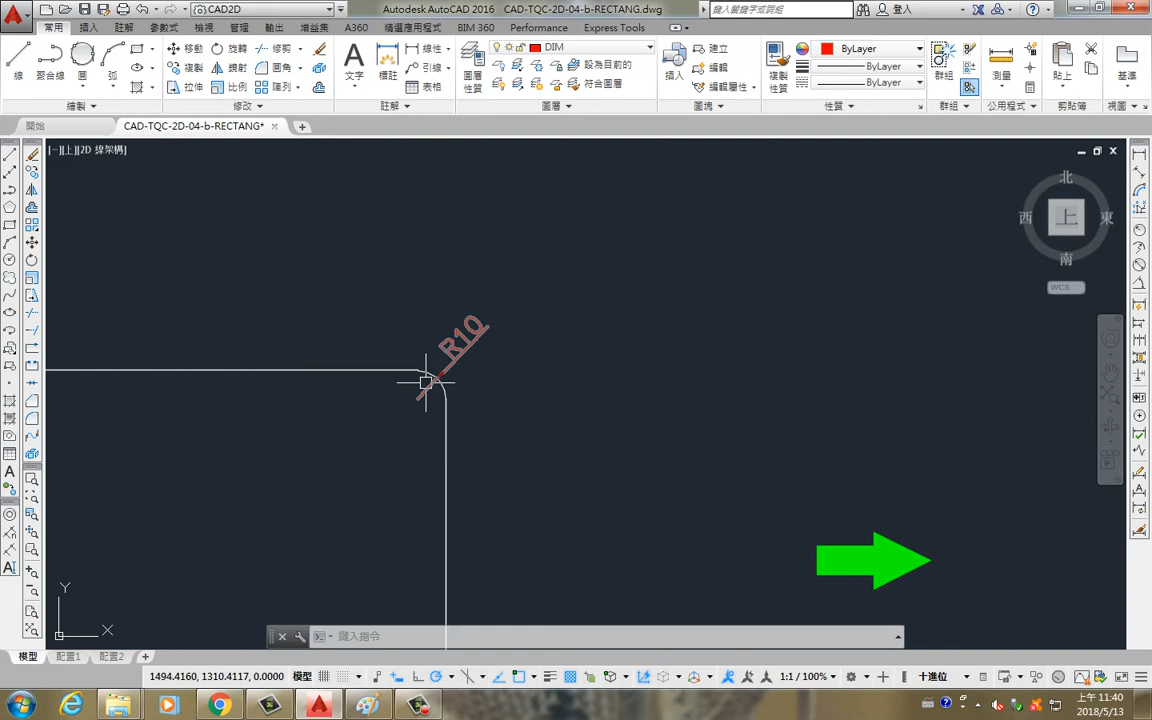 CAD2D
Autodesk AutoCAD 2016 CAD-TQC-2D-04-b-RECTANG.dwg
鍵入關鍵字或詞組
登入
常用 插入 註解 參數式 檢視 管理 輸出 增益集 A360 精選應用程式 BIM 360 Express Tools Performance
線 聚合線 圓 弧
移動 旋轉 修剪
複製 鏡射 圓角
拉伸 比例 陣列
文字 標註
線性
引線
表格
圖層性質
DIM
設為目前的
符合圖層
插入
建立
編輯
編輯屬性
複製性質
ByLayer
ByLayer
ByLayer
群組 測量 貼上 基準
繪製 修改 註解 圖層 圖塊 性質 群組 公用程式 剪貼簿 視圖
開始 CAD-TQC-2D-04-b-RECTANG*
[−][上][2D 線架構]
北
西 上 東
南
WCS
R10
Y
X
鍵入指令
模型 配置1 配置2
1494.4160, 1310.4117, 0.0000 模型 1:1 / 100% 十進位
上午 11:40
2018/5/13